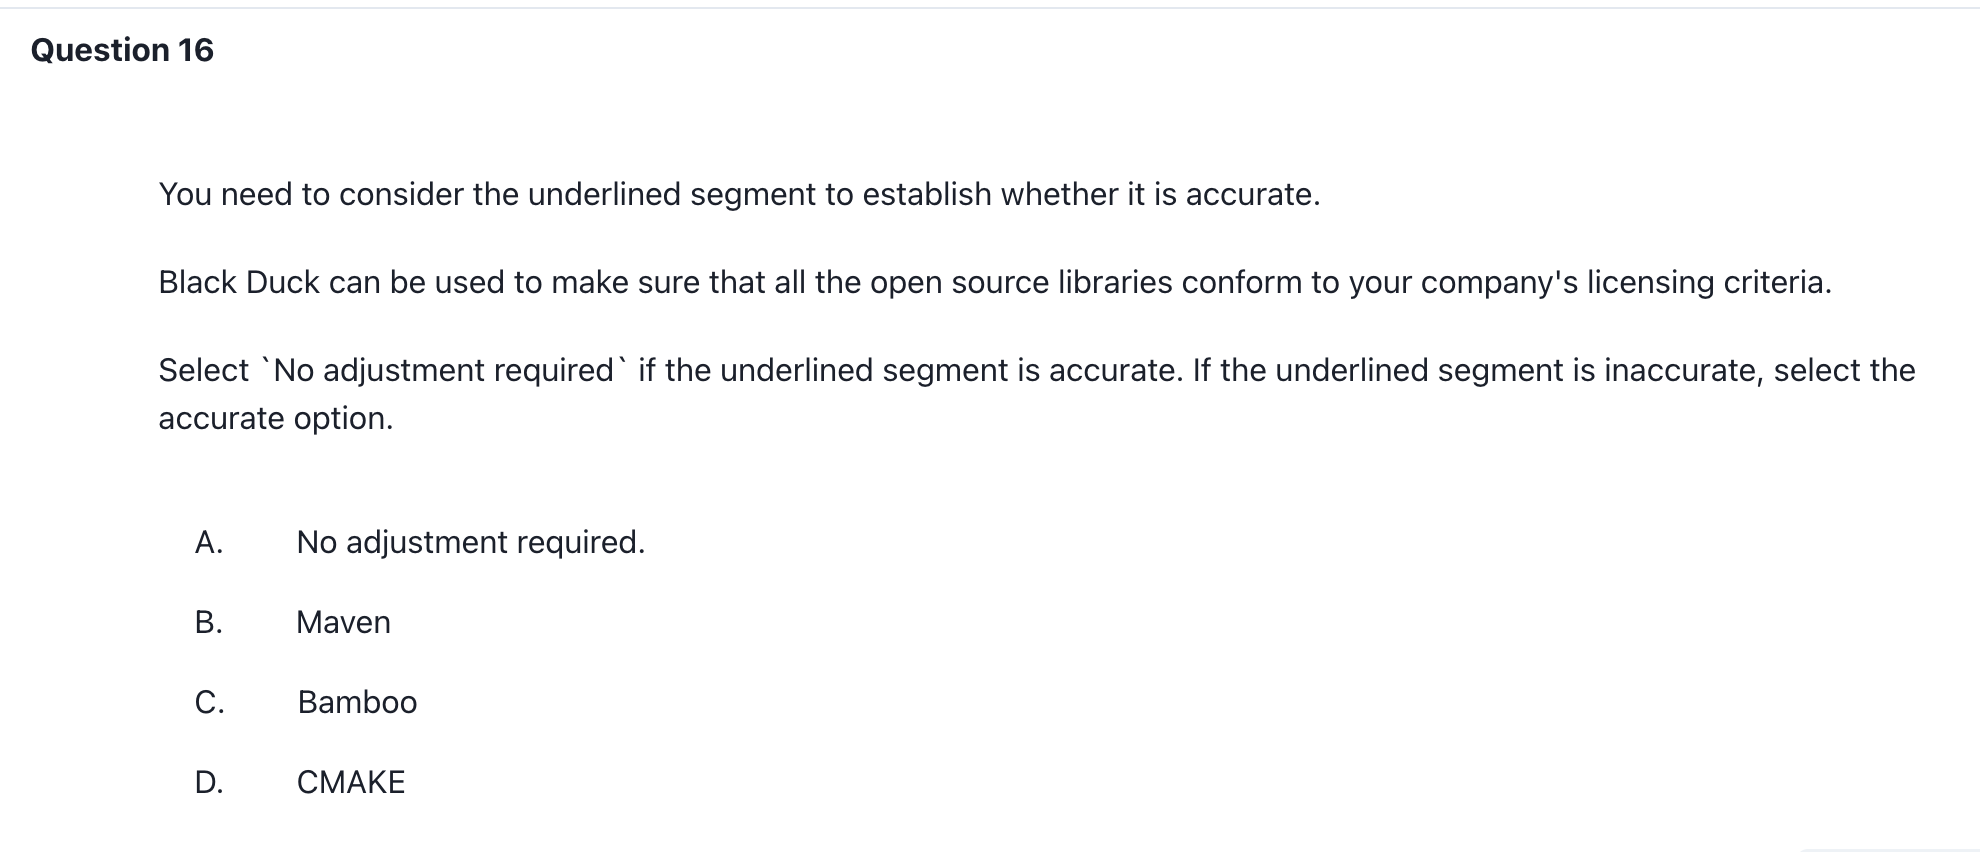 Question 16
You need to consider the underlined segment to establish whether it is accurate.
Black Duck can be used to make sure that all the open source libraries conform to your company's licensing criteria.
Select `No adjustment required` if the underlined segment is accurate. If the underlined segment is inaccurate, select the
accurate option.
A. No adjustment required.
B. Maven
C. Bamboo
D. CMAKE